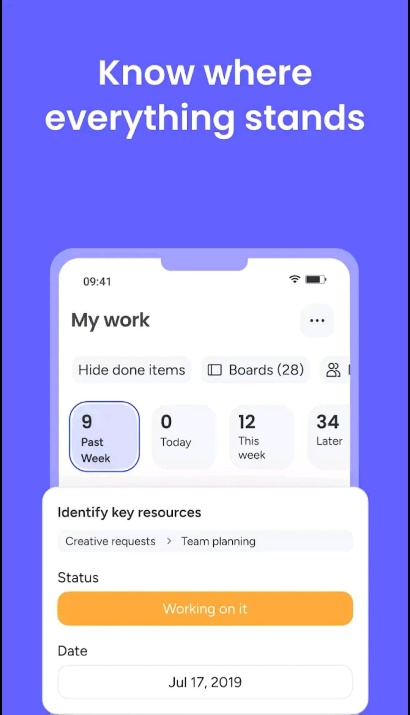 Know where
everything stands
09:41
My work
Hide done items
Boards (28)
9
Past
Week
0
Today
12
This
week
34
Later
Identify key resources
Creative requests > Team planning
Status
Working on it
Date
Jul 17, 2019